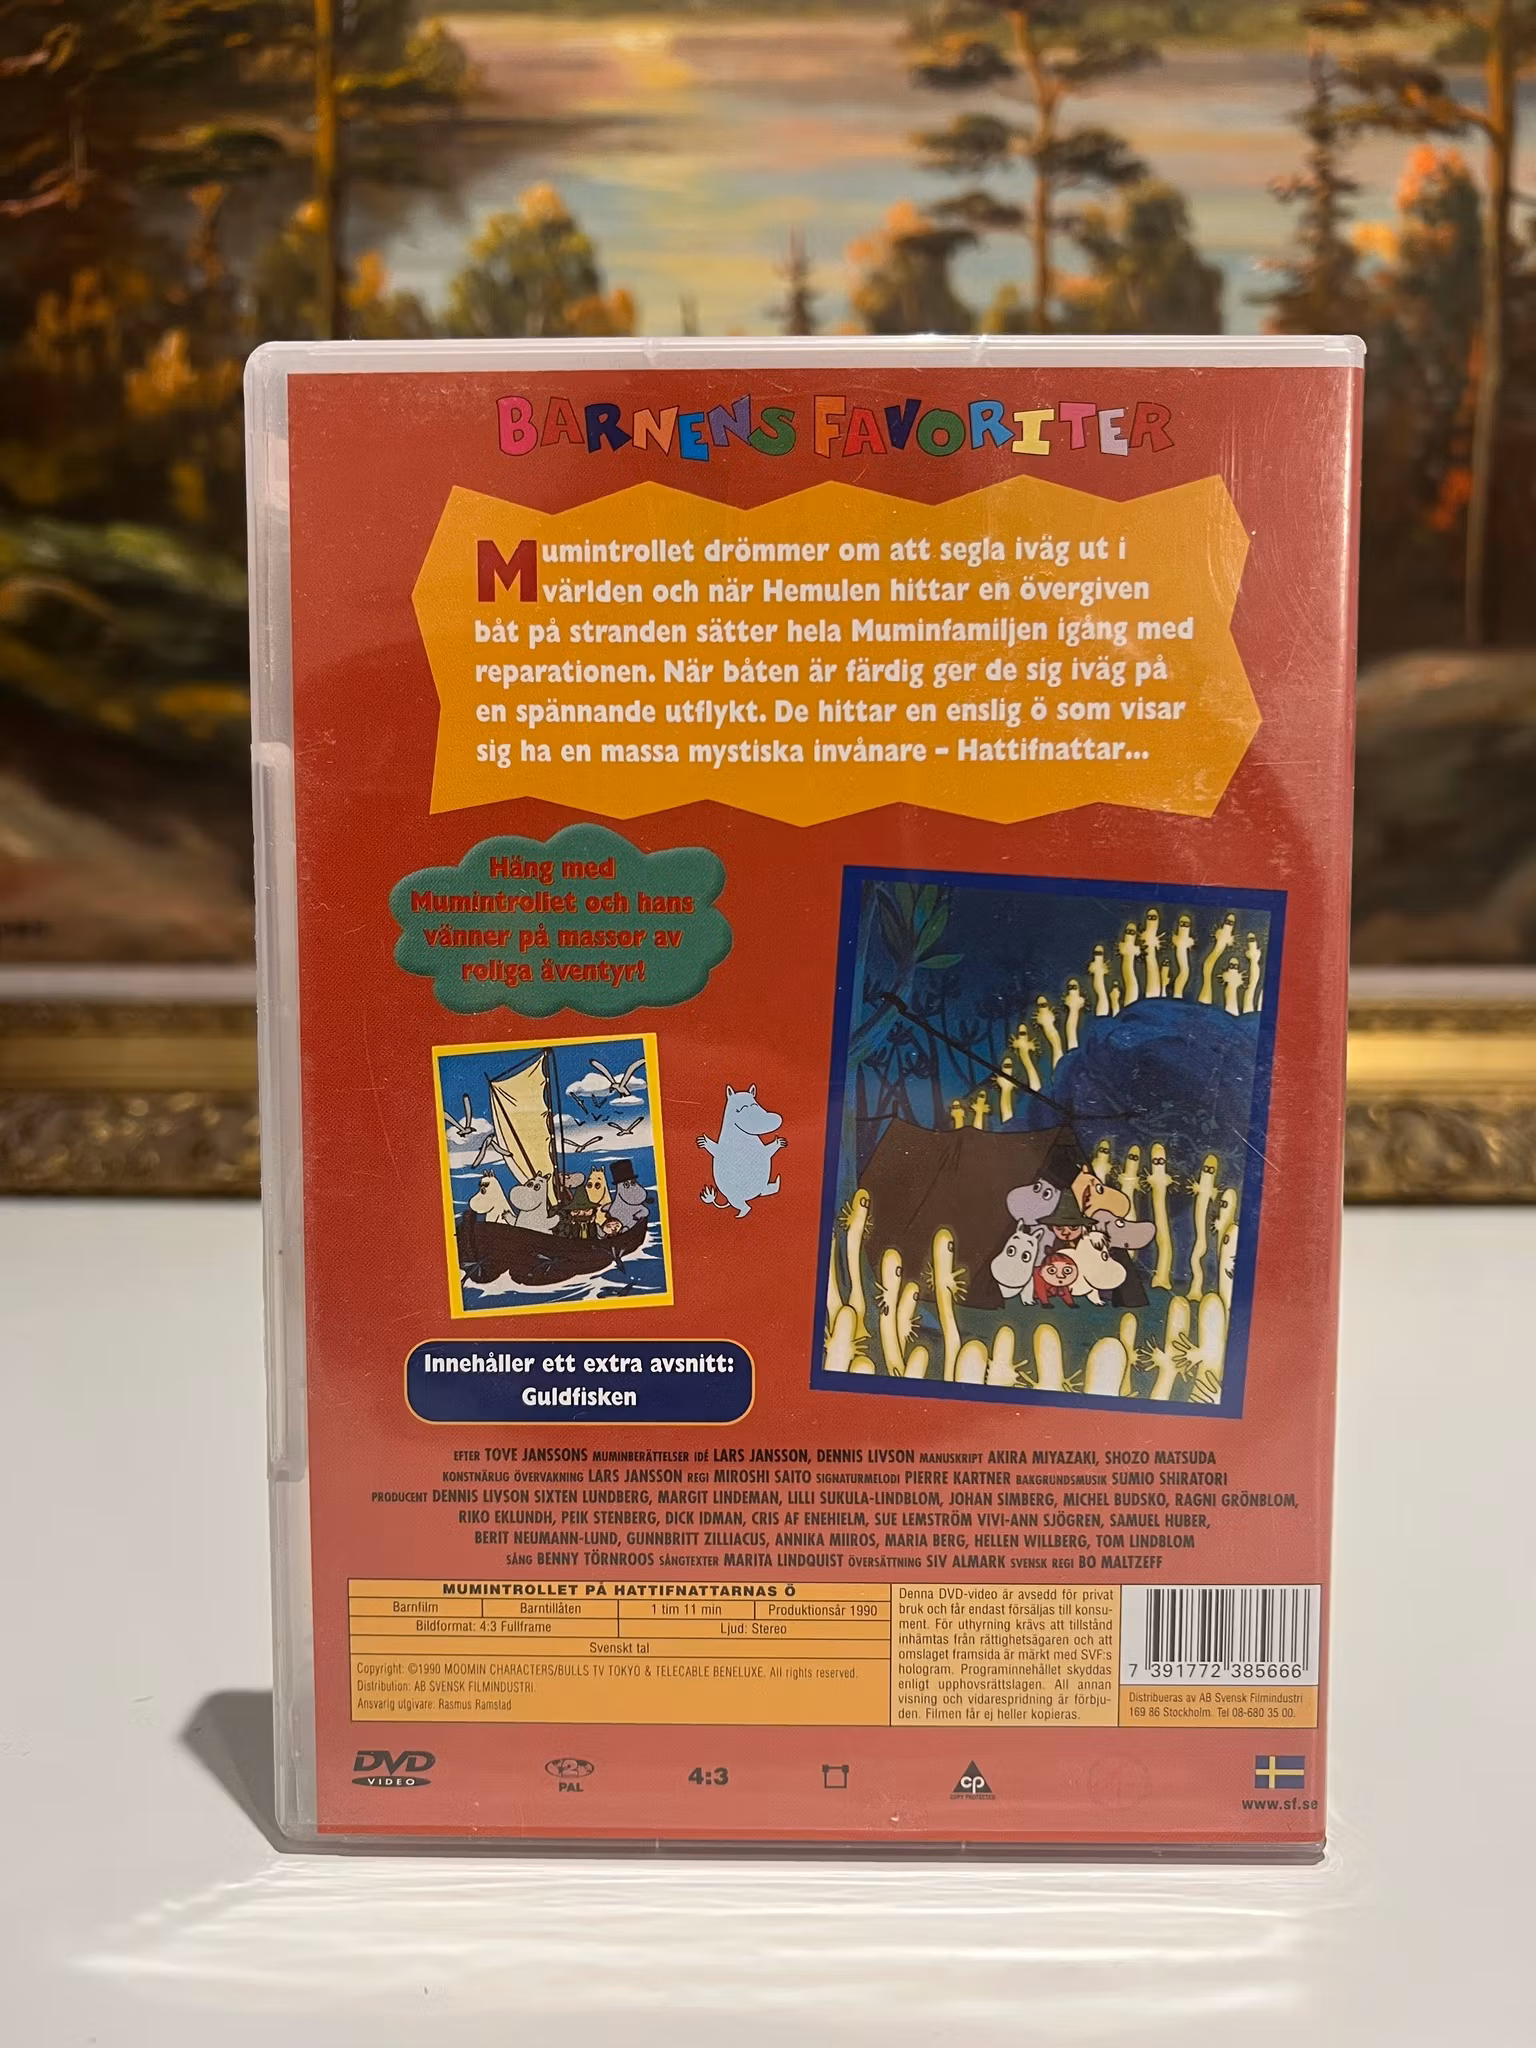 BARNENS FAVORITER
Mumintrollet drömmer om att segla iväg ut i
världen och när Hemulen hittar en övergiven
båt på stranden sätter hela Muminfamiljen igång med
reparationen. När båten är färdig ger de sig iväg på
en spännande utflykt. De hittar en enslig ö som visar
sig ha en massa mystiska invånare – Hattifnattar...
Häng med
Mumintrollet och hans
vänner på massor av
roliga äventyr!
Innehåller ett extra avsnitt:
Guldfisken
EFTER TOVE JANSSONS MUMINBERÄTTELSER IDÉ LARS JANSSON, DENNIS LIVSON MANUSKRIPT AKIRA MIYAZAKI, SHOZO MATSUDA
KONSTNÄRLIG ÖVERVAKNING LARS JANSSON REGI MIROSHI SAITO SIGNATURMELODI PIERRE KARTNER BAKGRUNDSMUSIK SUMIO SHIRATORI
PRODUCENT DENNIS LIVSON SIXTEN LUNDBERG, MARGIT LINDEMAN, LILLI SUKULA-LINDBLOM, JOHAN SIMBERG, MICHEL BUDSKO, RAGNI GRÖNBLOM,
RIKO EKLUNDH, PEIK STENBERG, DICK IDMAN, CRIS AF ENEHIELM, SUE LEMSTRÖM VIVI-ANN SJÖGREN, SAMUEL HUBER,
BERIT NEUMANN-LUND, GUNNBRITT ZILLIACUS, ANNIKA MIIROS, MARIA BERG, HELLEN WILLBERG, TOM LINDBLOM
SÅNG BENNY TÖRNROOS SÅNGTEXTER MARITA LINDQUIST ÖVERSÄTTNING SIV ALMARK SVENSK REGI BO MALTZEFF
MUMINTROLLET PÅ HATTIFNATTARNAS Ö
Barnfilm Barntillåten 1 tim 11 min Produktionsår 1990
Bildformat: 4:3 Fullframe Ljud: Stereo
Svenskt tal
Copyright: ©1990 MOOMIN CHARACTERS/BULLS TV TOKYO & TELECABLE BENELUXE. All rights reserved.
Distribution: AB SVENSK FILMINDUSTRI.
Ansvarig utgivare: Rasmus Ramstad
Denna DVD-video är avsedd för privat
bruk och får endast försäljas till konsu-
ment. För uthyrning krävs att tillstånd
inhämtas från rättighetsägaren och att
omslaget framsida är märkt med SVF:s
hologram. Programinnehållet skyddas
enligt upphovsrättslagen. All annan
visning och vidarespridning är förbju-
den. Filmen får ej heller kopieras.
7 391772 385666
Distribueras av AB Svensk Filmindustri
169 86 Stockholm. Tel 08-680 35 00.
DVD
VIDEO
2
PAL
4:3
cp
COPY PROTECTED
www.sf.se